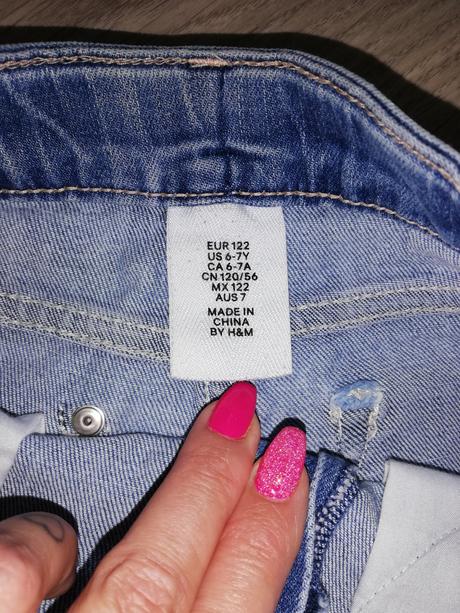 EUR 122
US 6-7Y
CA 6-7A
CN 120/56
MX 122
AUS 7
MADE IN
CHINA
BY H&M